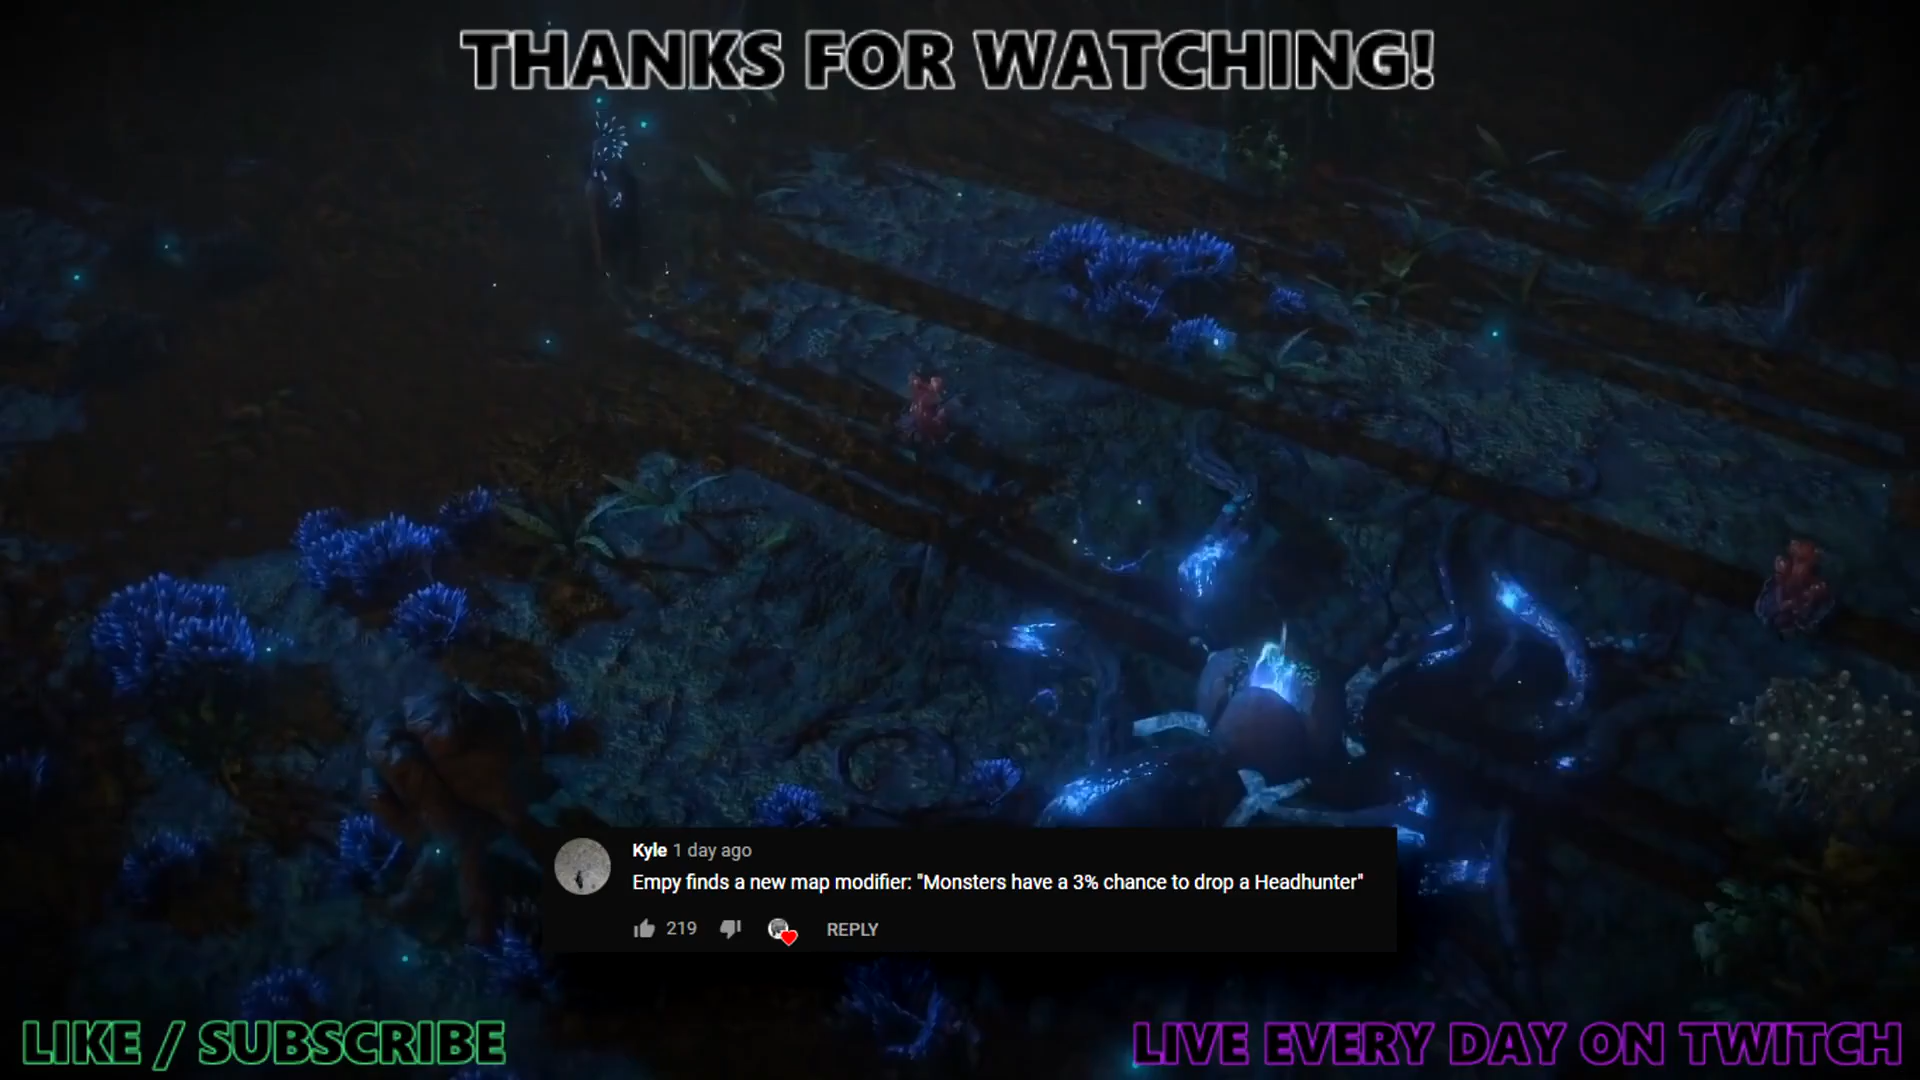 THANKS FOR WATCHING!
Kyle 1 day ago
Empy finds a new map modifier: "Monsters have a 3% chance to drop a Headhunter"
219 REPLY
LIKE / SUBSCRIBE
LIVE EVERY DAY ON TWITCH